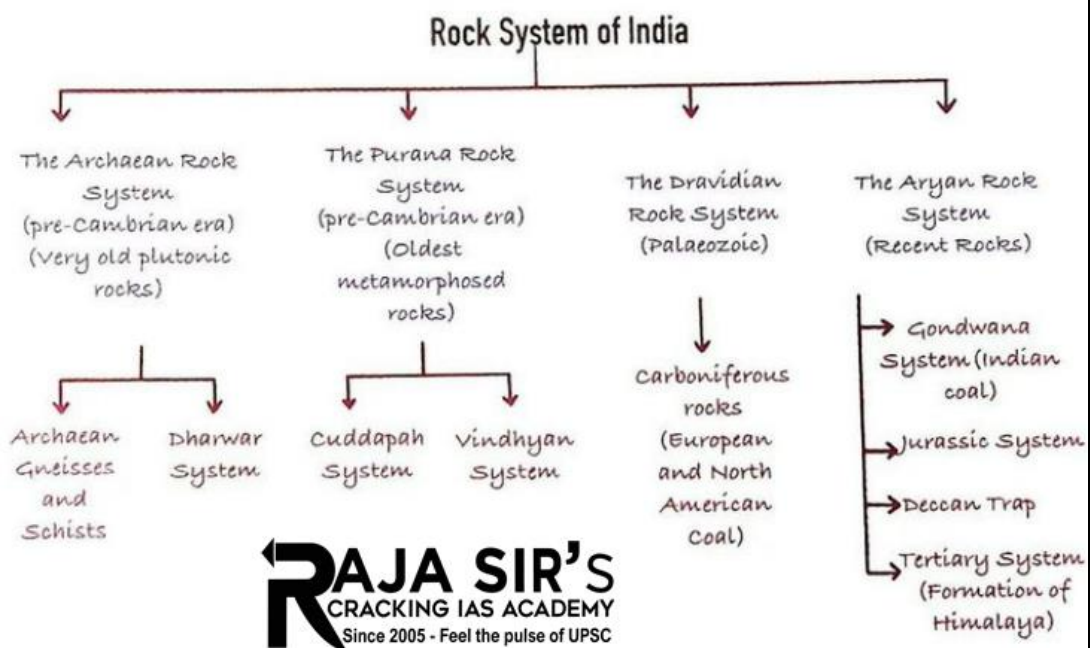 Rock System of India
The Archaean Rock
System
(pre-Cambrian era)
(Very old plutonic
rocks)
Archaean
Gneisses
and
Schists
Dharwar
System
The Purana Rock
System
(pre-Cambrian era)
(Oldest
metamorphosed
rocks)
Cuddapah
System
Vindhyan
System
The Dravidian
Rock System
(Palaeozoic)
Carboniferous
rocks
(European
and North
American
Coal)
The Aryan Rock
System
(Recent Rocks)
Gondwana
System (Indian
coal)
Jurassic System
Deccan Trap
Tertiary System
(Formation of
Himalaya)
RAJA SIR'S
CRACKING IAS ACADEMY
Since 2005 - Feel the pulse of UPSC